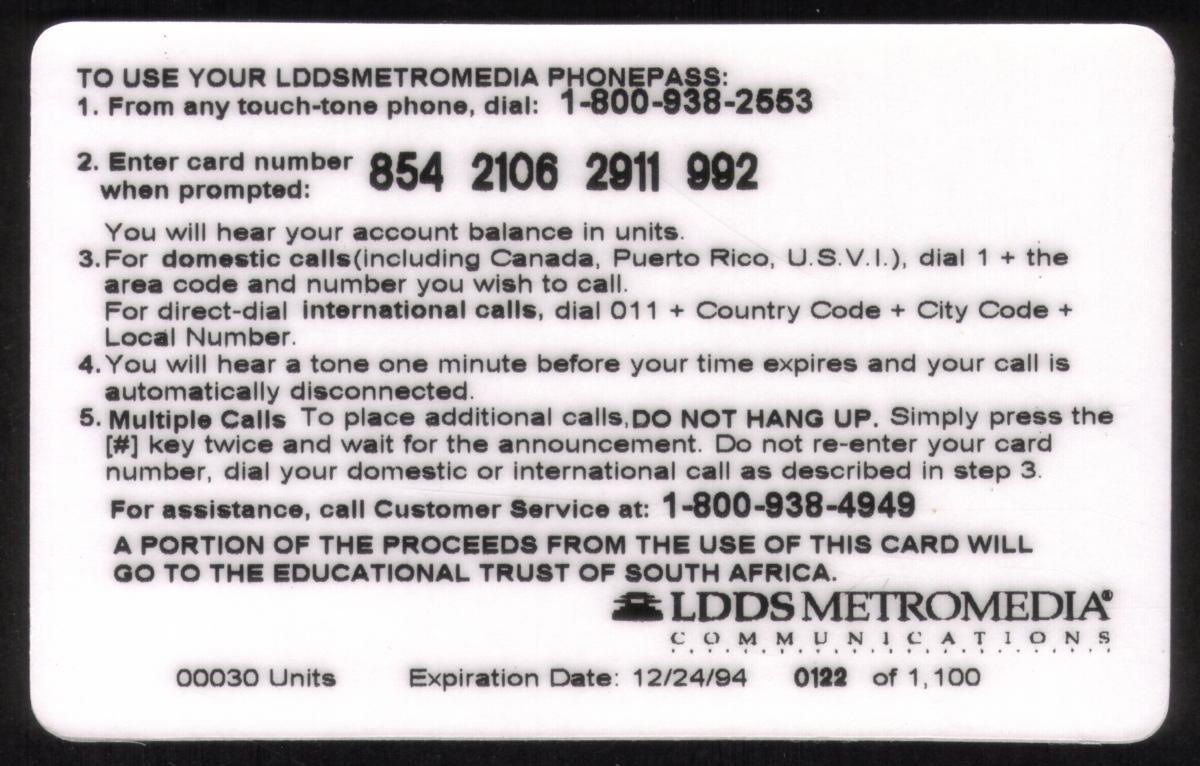 TO USE YOUR LDDSMETROMEDIA PHONEPASS:
1. From any touch-tone phone, dial: 1-800-938-2553
2. Enter card number 854 2106 2911 992
when prompted:
You will hear your account balance in units.
3. For domestic calls(including Canada, Puerto Rico, U.S.V.I.), dial 1 + the
area code and number you wish to call.
For direct-dial international calls, dial 011 + Country Code + City Code +
Local Number.
4. You will hear a tone one minute before your time expires and your call is
automatically disconnected.
5. Multiple Calls To place additional calls, DO NOT HANG UP. Simply press the
[#] key twice and wait for the announcement. Do not re-enter your card
number, dial your domestic or international call as described in step 3.
For assistance, call Customer Service at: 1-800-938-4949
A PORTION OF THE PROCEEDS FROM THE USE OF THIS CARD WILL
GO TO THE EDUCATIONAL TRUST OF SOUTH AFRICA.
LDDS METROMEDIA®
COMMUNICATIONS
00030 Units Expiration Date: 12/24/94 0122 of 1,100